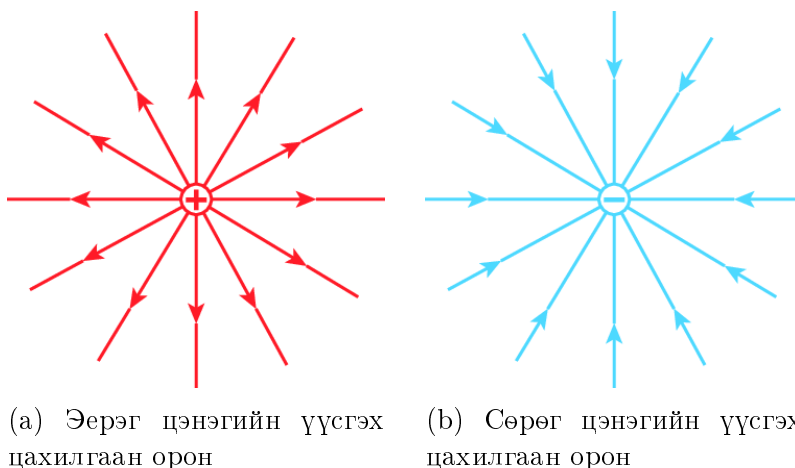 (a) Эерэг цэнэгийн үүсгэх
цахилгаан орон
(b) Сөрөг цэнэгийн үүсгэх
цахилгаан орон